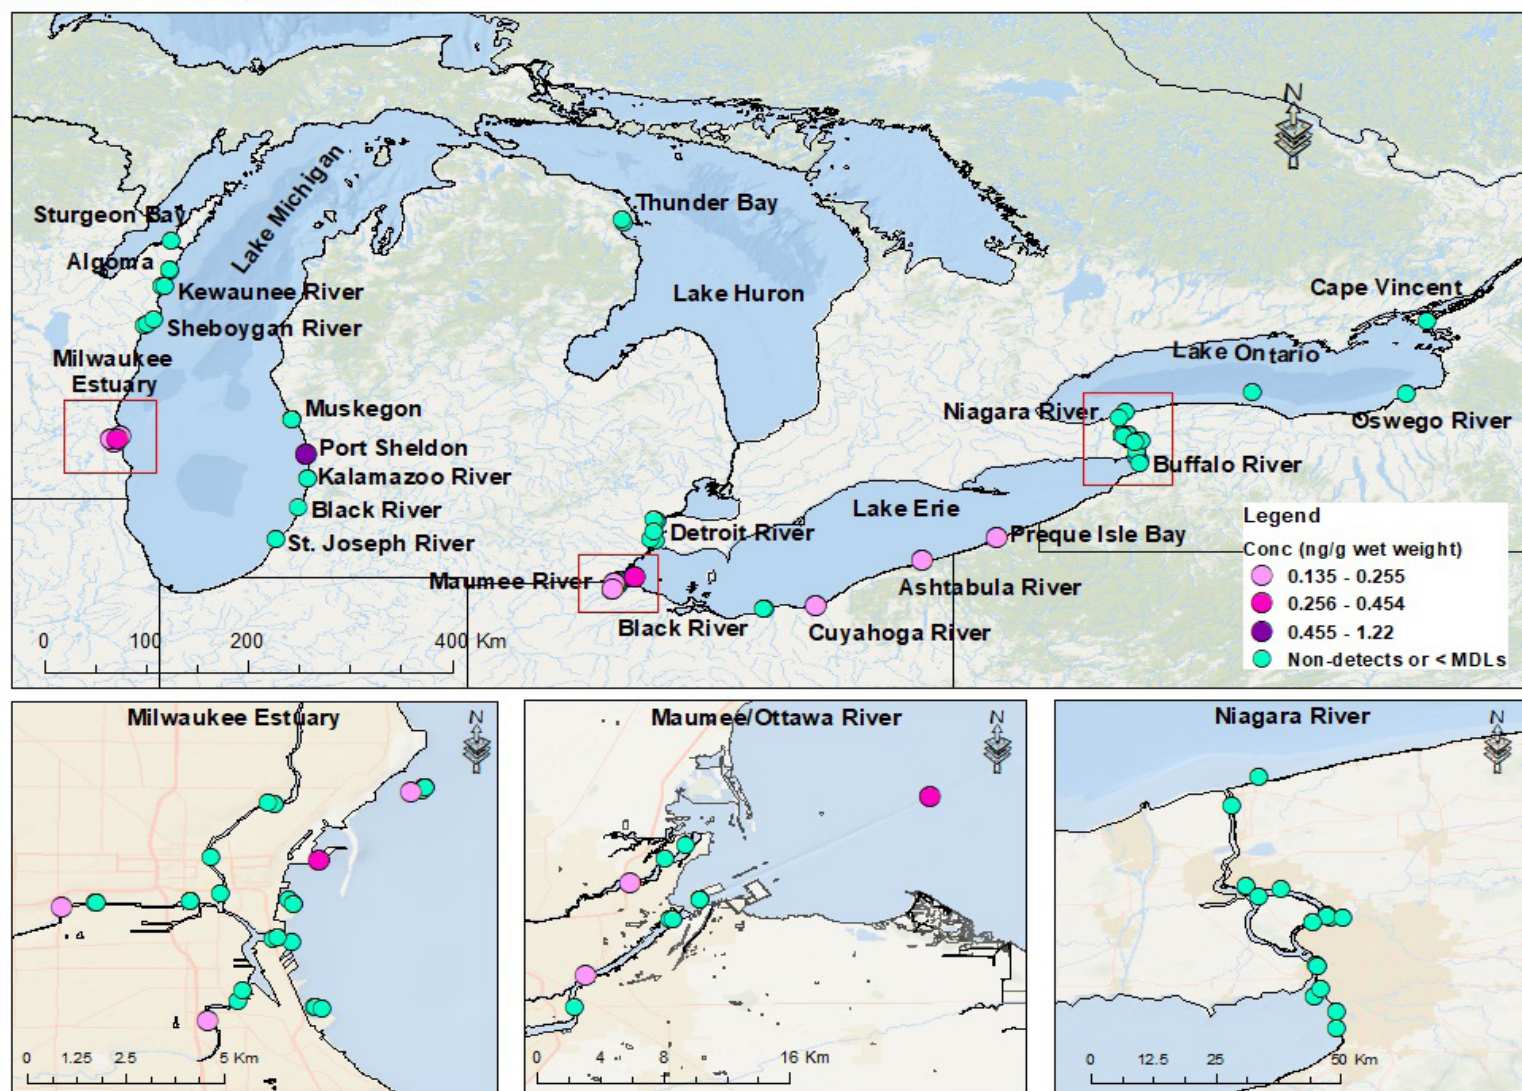 N
Thunder Bay
Sturgeon Bay
Lake Michigan
Algoma
Kewaunee River
Lake Huron
Cape Vincent
Sheboygan River
Milwaukee
Estuary
Lake Ontario
Muskegon
Niagara River
Oswego River
Port Sheldon
Kalamazoo River
Buffalo River
Black River
Lake Erie
St. Joseph River
Detroit River
Preque Isle Bay
Maumee River
Ashtabula River
Black River
Cuyahoga River
0 100 200 400 Km
Legend
Conc (ng/g wet weight)
0.135 - 0.255
0.256 - 0.454
0.455 - 1.22
Non-detects or < MDLs
Milwaukee Estuary
N
0 1.25 2.5 5 Km
Maumee/Ottawa River
N
0 4 8 16 Km
Niagara River
N
0 12.5 25 50 Km